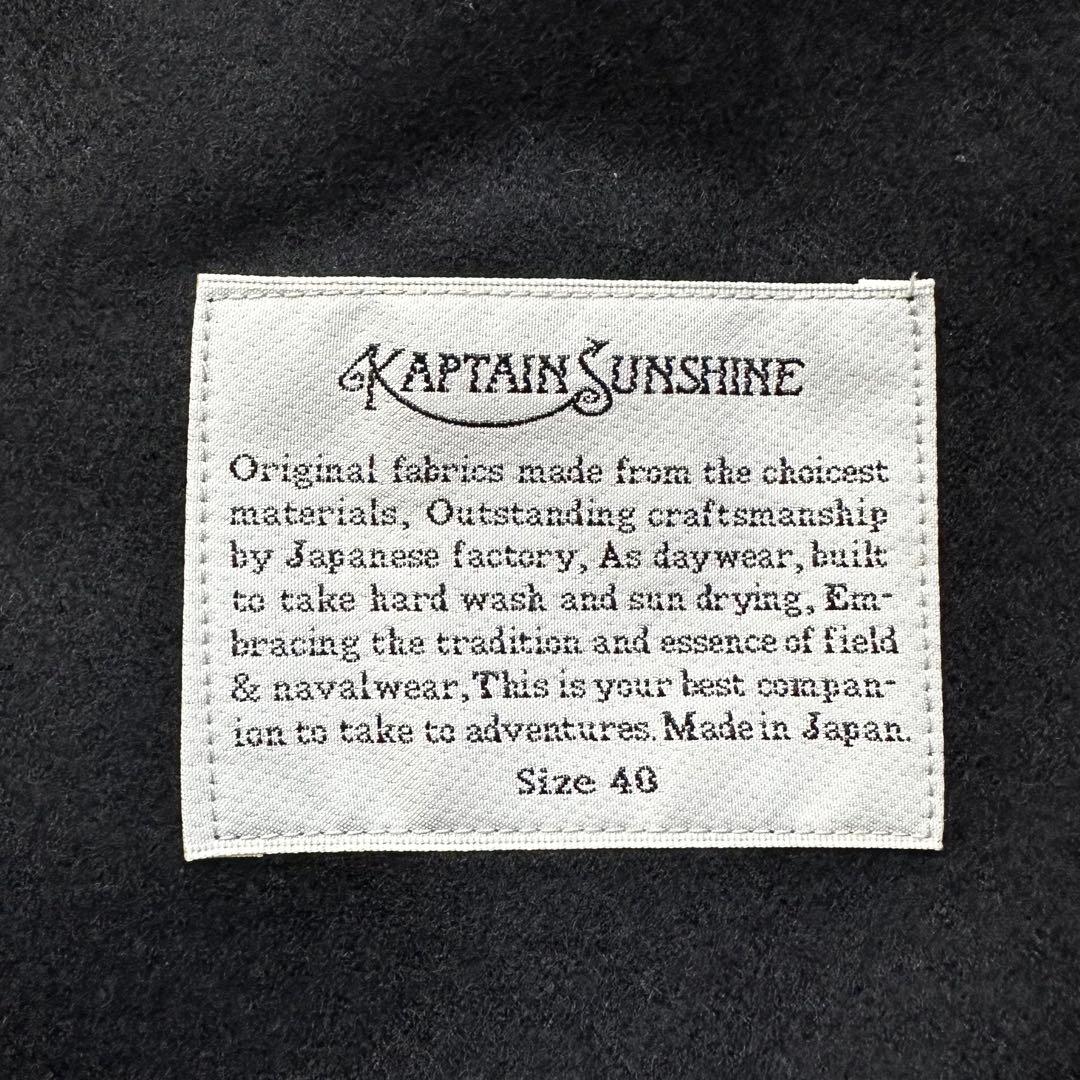 KAPTAIN SUNSHINE
Original fabrics made from the choicest
materials, Outstanding craftsmanship
by Japanese factory, As daywear, built
to take hard wash and sun drying, Em-
bracing the tradition and essence of field
& navalwear, This is your best compan-
ion to take to adventures. Made in Japan.
Size 40